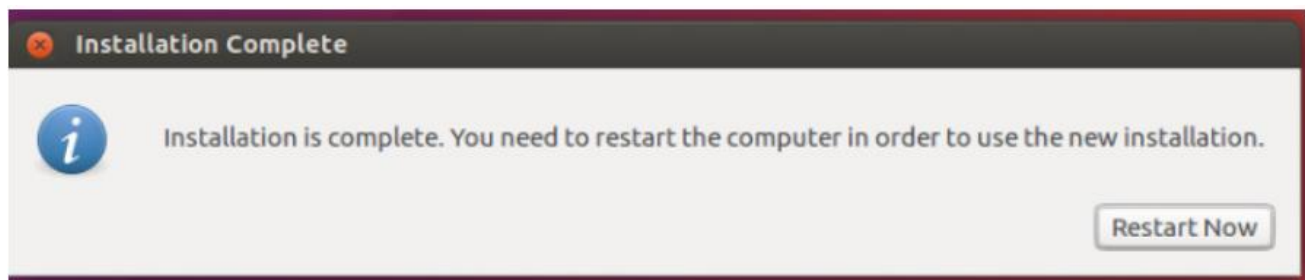 Installation Complete
Installation is complete. You need to restart the computer in order to use the new installation.
Restart Now